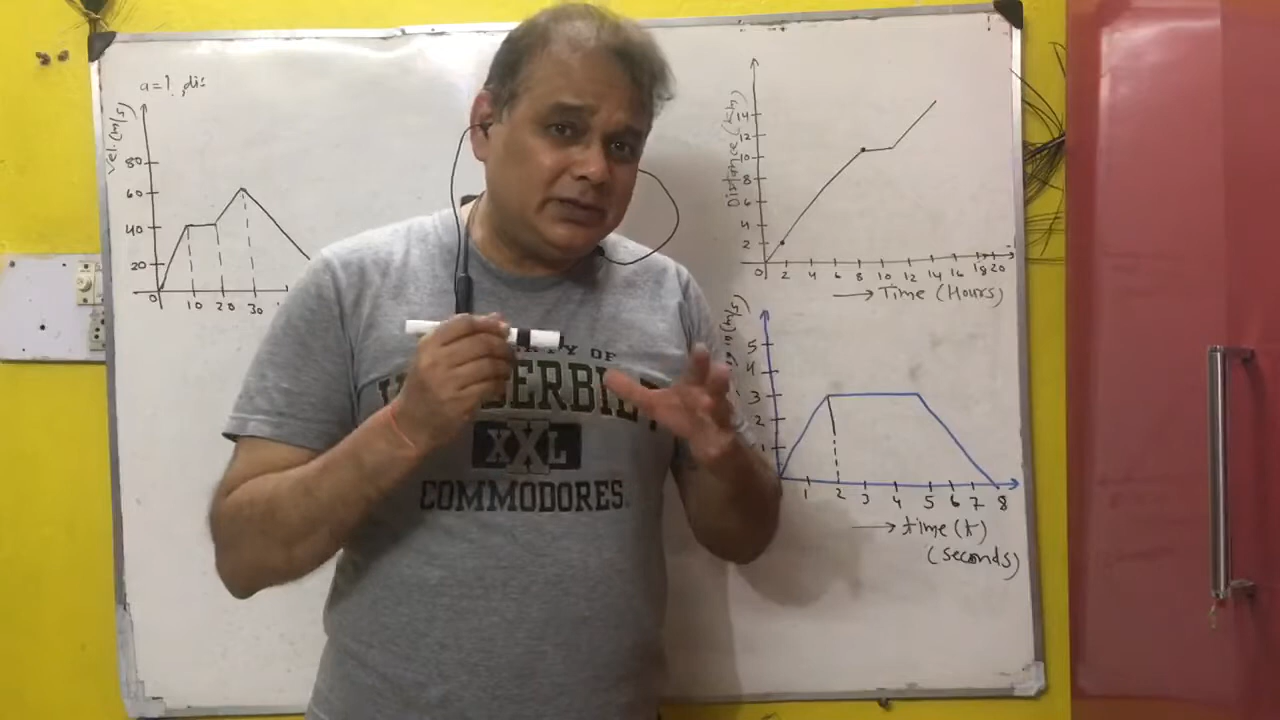 a=?, dis
Vel.(m/s)
80
60
40
20
0
10 20 30
Distance (km)
14
12
10
8
6
4
2
0 2 4 6 8 10 12 14 16 18 20
Time (Hours)
5
4
3
2
1
1 2 3 4 5 6 7 8
time (t)
(seconds)
XXL
COMMODORES.